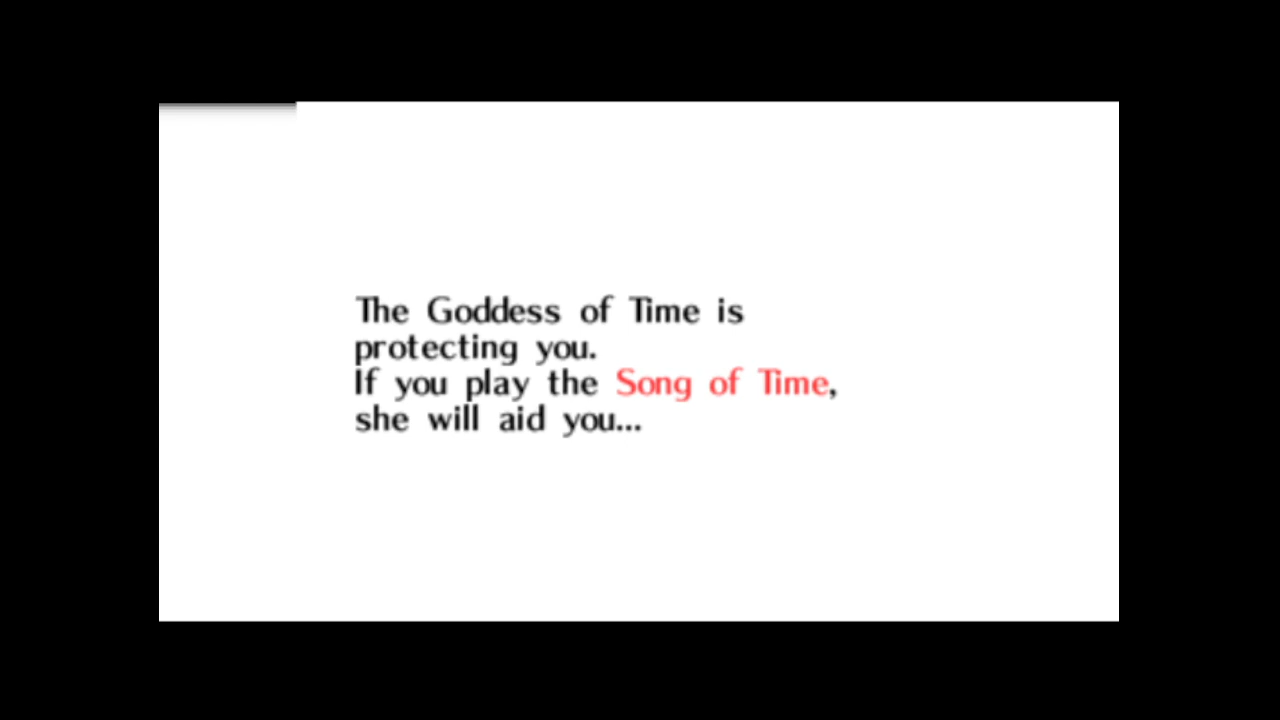 The Goddess of Time is
protecting you.
If you play the Song of Time,
she will aid you...